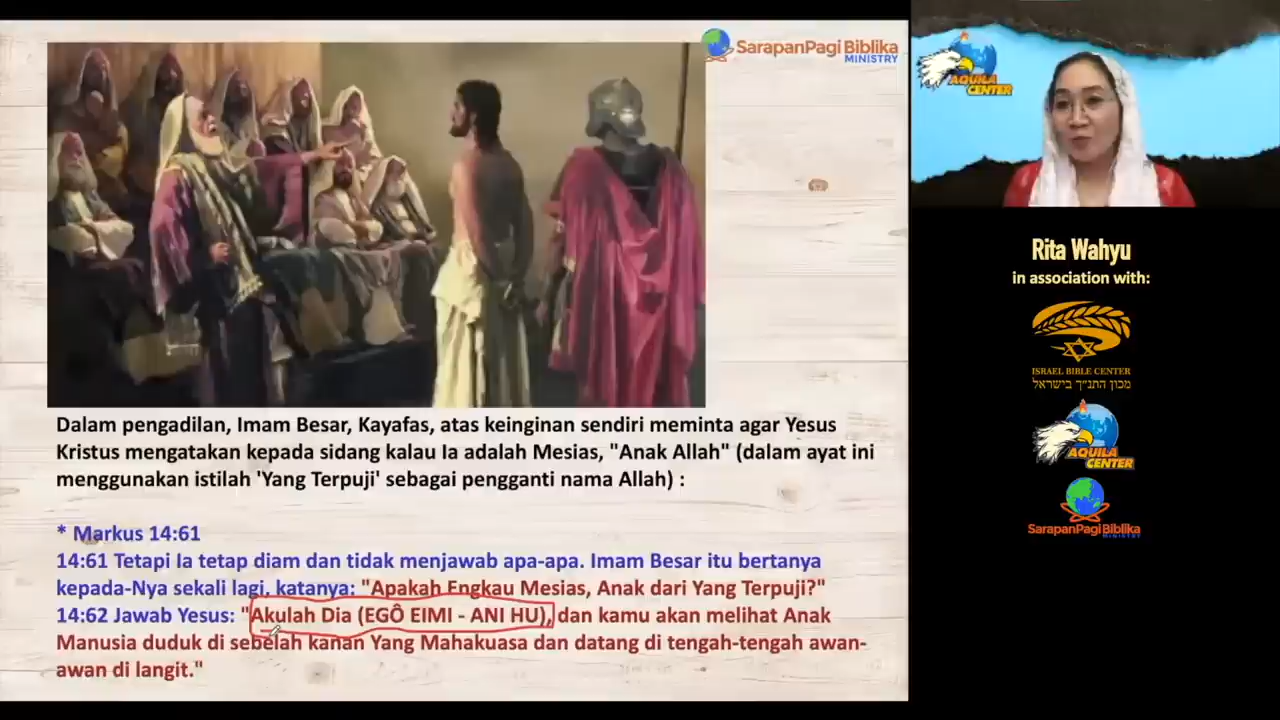 SarapanPagi Biblika
MINISTRY
AQUILA
CENTER
Dalam pengadilan, Imam Besar, Kayafas, atas keinginan sendiri meminta agar Yesus
Kristus mengatakan kepada sidang kalau Ia adalah Mesias, "Anak Allah" (dalam ayat ini
menggunakan istilah 'Yang Terpuji' sebagai pengganti nama Allah) :
* Markus 14:61
14:61 Tetapi Ia tetap diam dan tidak menjawab apa-apa. Imam Besar itu bertanya
kepada-Nya sekali lagi, katanya: "Apakah Engkau Mesias, Anak dari Yang Terpuji?"
14:62 Jawab Yesus: "Akulah Dia (EGÔ EIMI - ANI HU), dan kamu akan melihat Anak
Manusia duduk di sebelah kanan Yang Mahakuasa dan datang di tengah-tengah awan-
awan di langit."
Rita Wahyu
in association with:
ISRAEL BIBLE CENTER
מכון התנ״ך בישראל
AQUILA
CENTER
SarapanPagi Biblika
MINISTRY